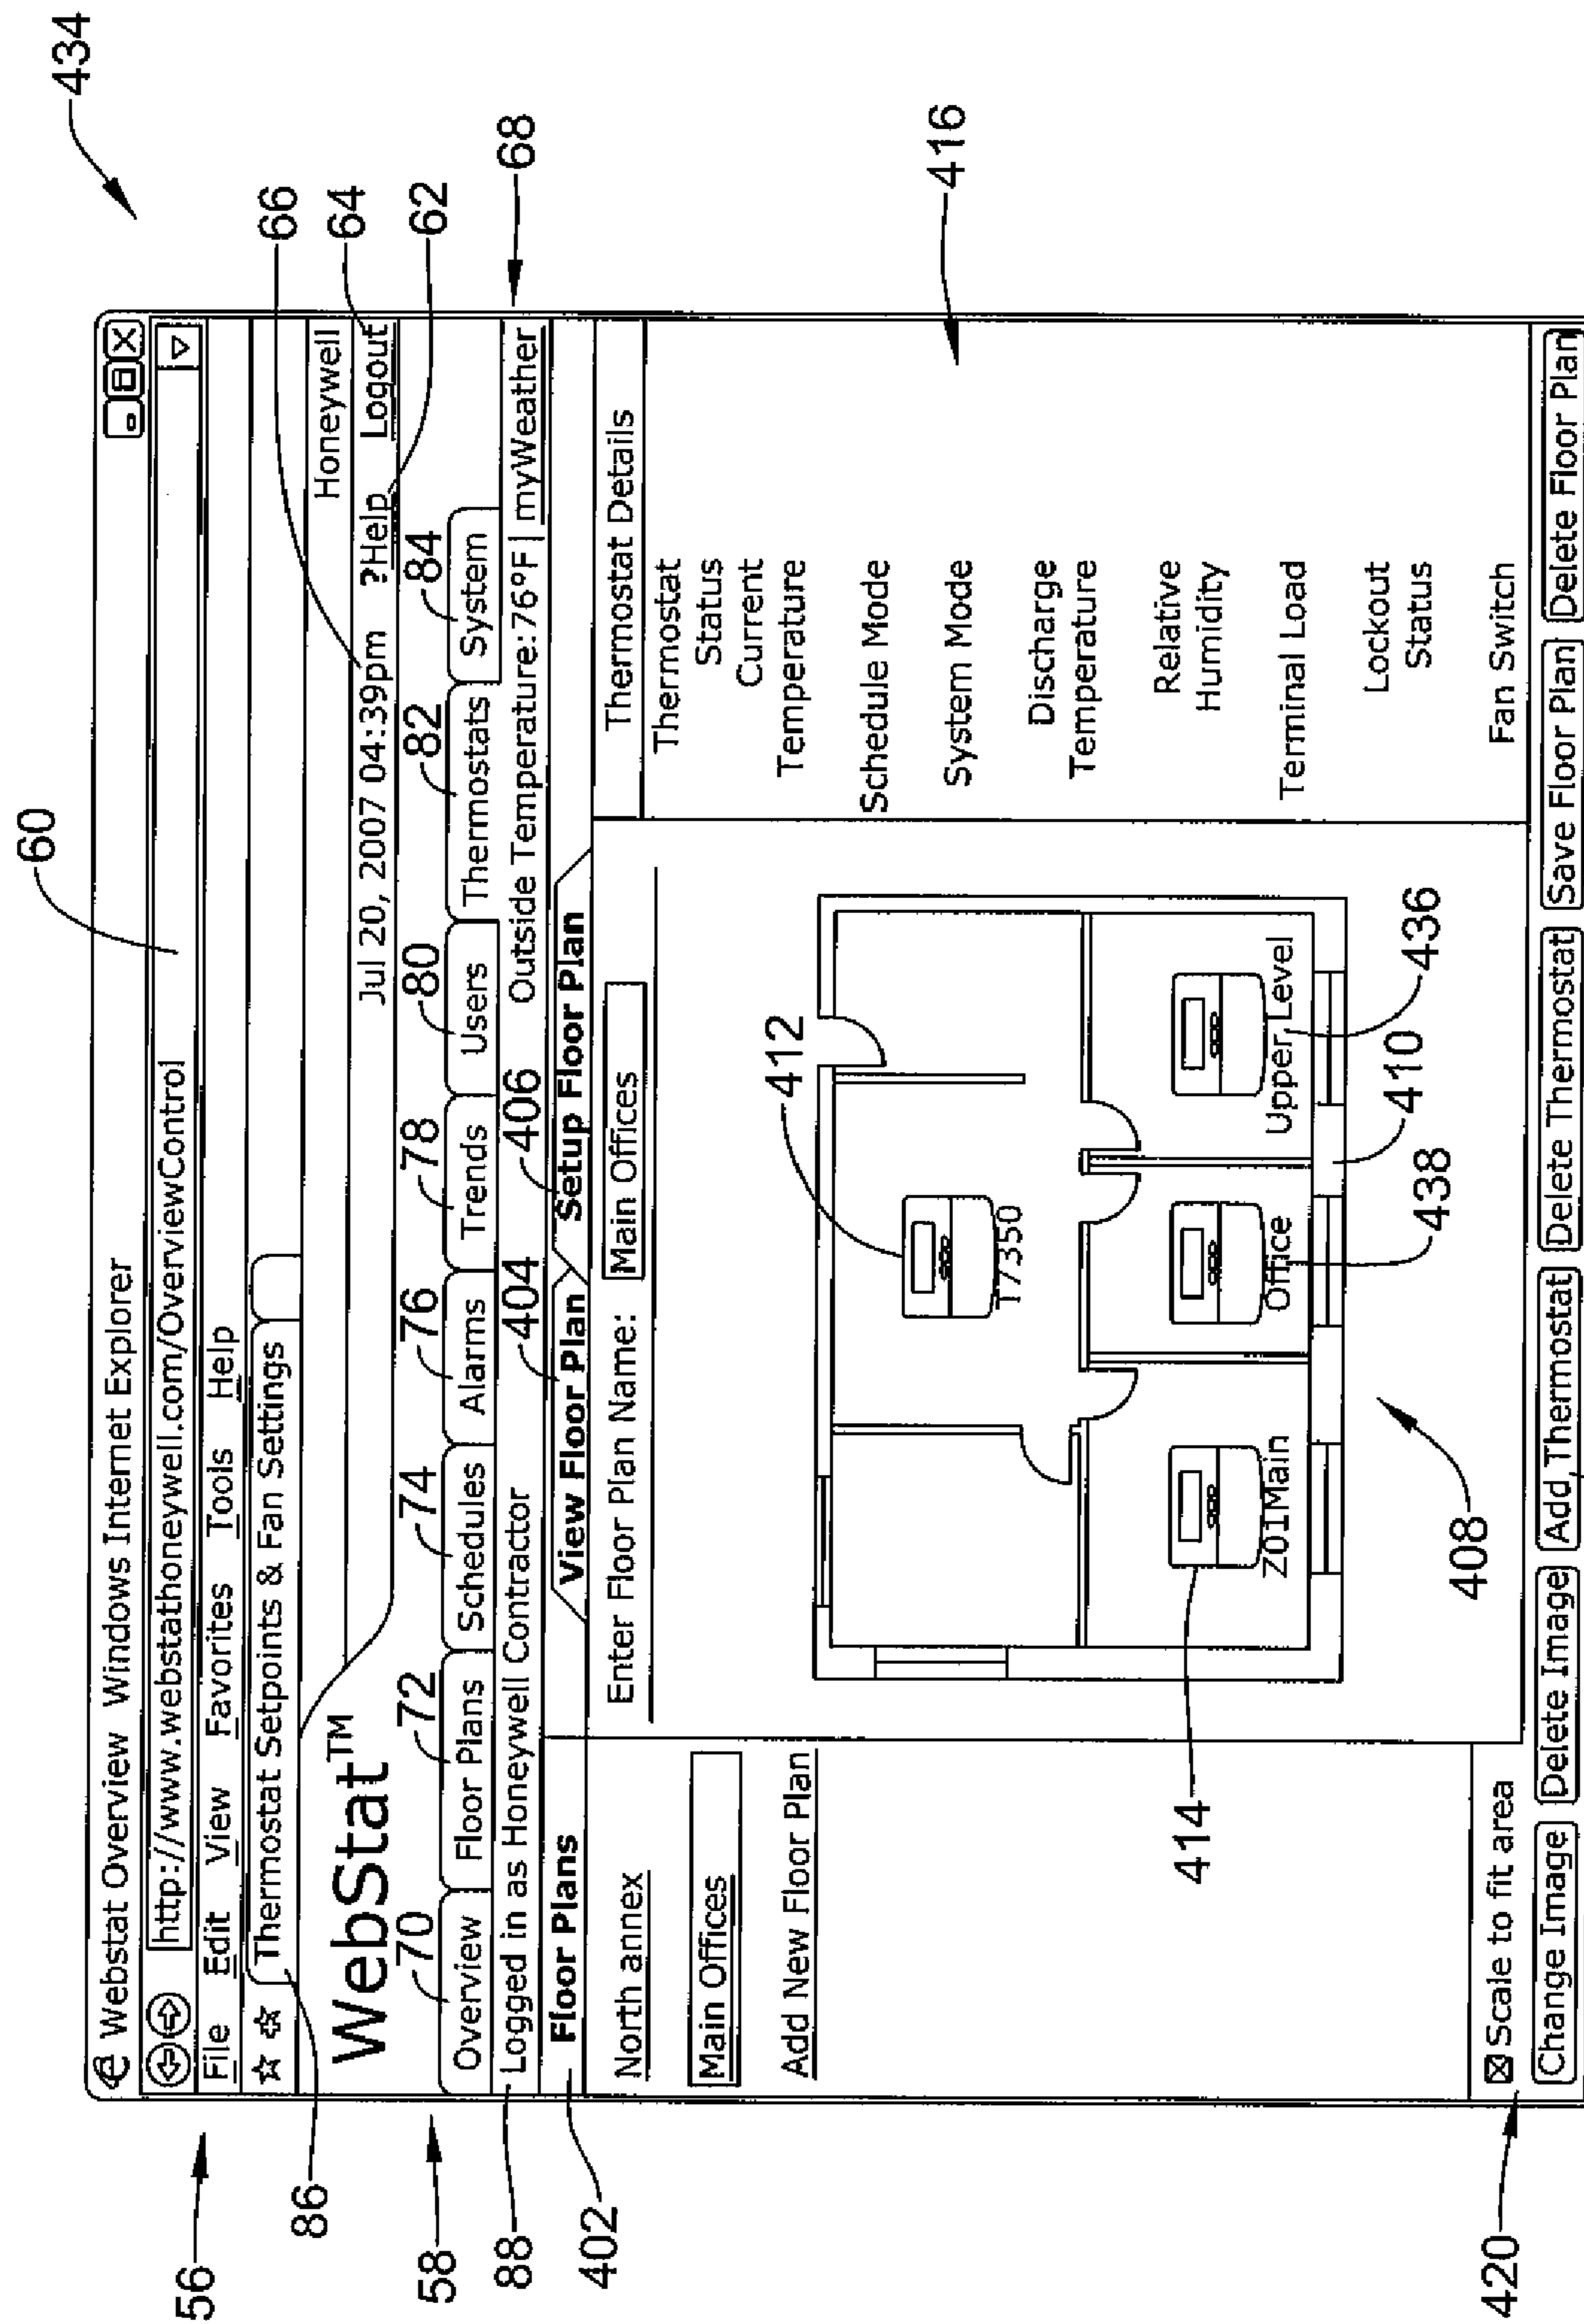 434
60
66
64
62
56
Webstat Overview Windows Internet Explorer
http://www.webstathoneywell.com/OverviewControl
File Edit View Favorites Tools Help
Thermostat Setpoints & Fan Settings
86
Honeywell
WebStat™
Jul 20, 2007 04:39pm ?Help Logout
58
70 72 74 76 78 80 82 84
Overview Floor Plans Schedules Alarms Trends Users Thermostats System
68
88
Logged in as Honeywell Contractor Outside Temperature:76°F | myWeather
404 406
402
Floor Plans View Floor Plan Setup Floor Plan
North annex
Main Offices
Add New Floor Plan
Enter Floor Plan Name: Main Offices
412
T7350
414
Z01Main
Office
Upper Level
438
410
436
408
Thermostat Details
416
Thermostat
Status
Current
Temperature
Schedule Mode
System Mode
Discharge
Temperature
Relative
Humidity
Terminal Load
Lockout
Status
Fan Switch
Scale to fit area
420
Change Image Delete Image Add Thermostat Delete Thermostat Save Floor Plan Delete Floor Plan